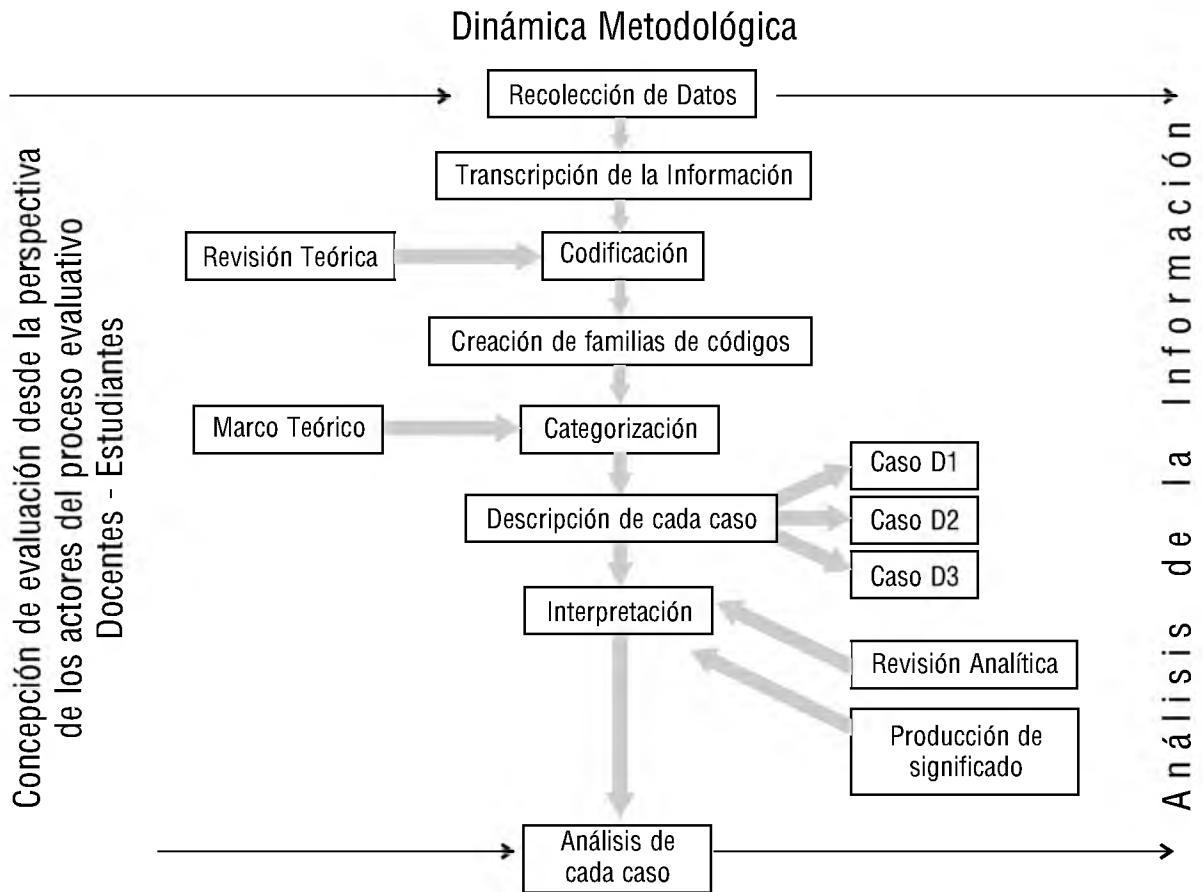 Dinámica Metodológica
Recolección de Datos
Transcripción de la Información
Revisión Teórica
Codificación
Creación de familias de códigos
Marco Teórico
Categorización
Caso D1
Descripción de cada caso
Caso D2
Caso D3
Interpretación
Revisión Analítica
Producción de
significado
Análisis de
cada caso
Concepción de evaluación desde la perspectiva
de los actores del proceso evaluativo
Docentes - Estudiantes
Análisis de la Información